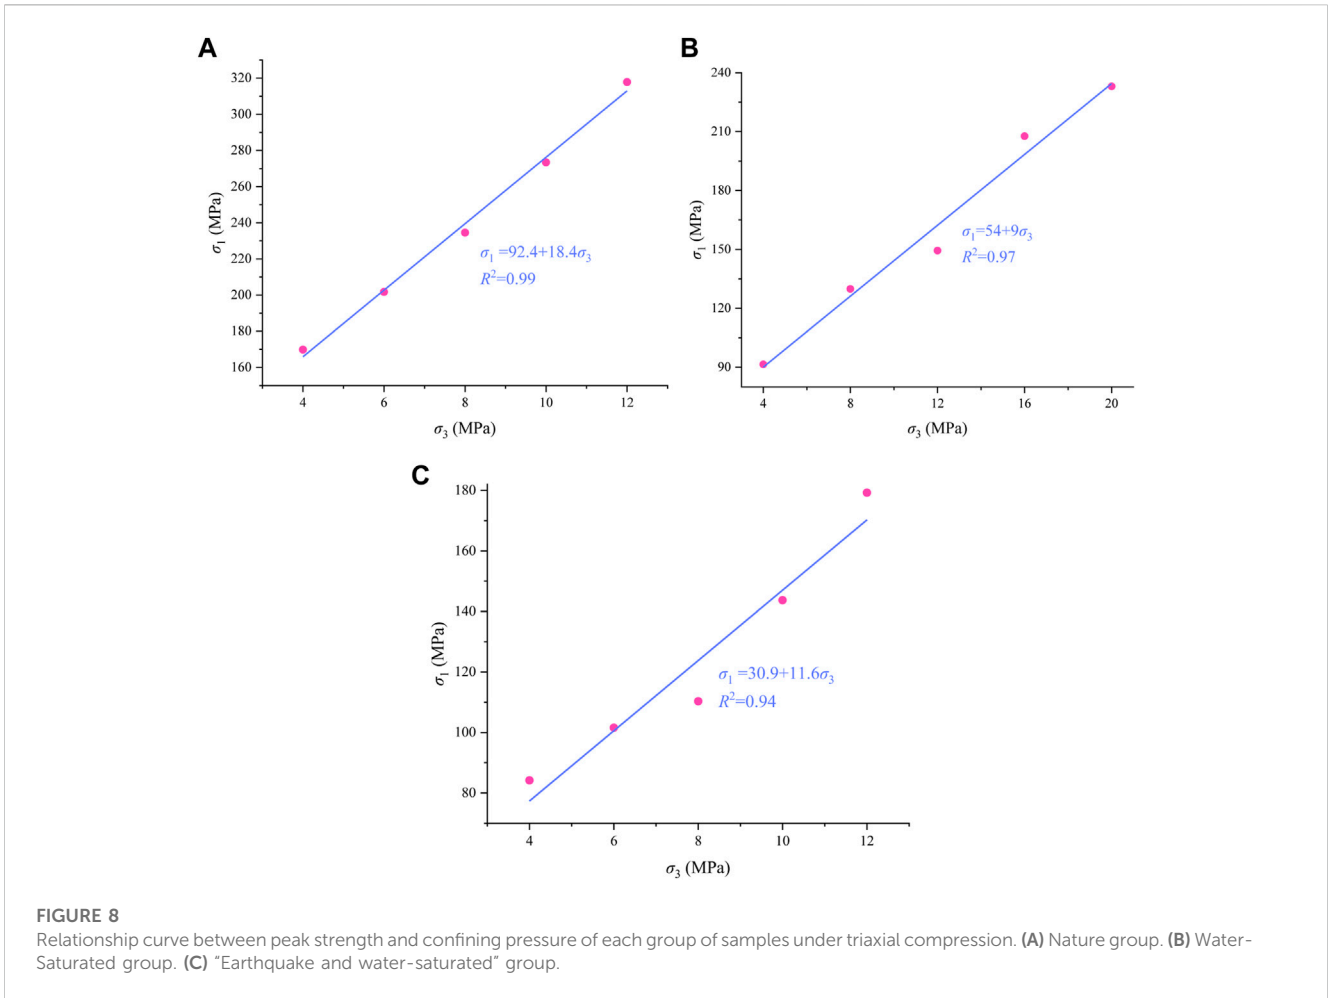 A
320
300
280
260
240
220
200
180
160
σ1 (MPa)
σ1 =92.4+18.4σ3
R2=0.99
4 6 8 10 12
σ3 (MPa)
B
240
210
180
150
120
90
σ1 (MPa)
σ1=54+9σ3
R2=0.97
4 8 12 16 20
σ3 (MPa)
C
180
160
140
120
100
80
σ1 (MPa)
σ1 =30.9+11.6σ3
R2=0.94
4 6 8 10 12
σ3 (MPa)
FIGURE 8
Relationship curve between peak strength and confining pressure of each group of samples under triaxial compression. (A) Nature group. (B) Water-
Saturated group. (C) “Earthquake and water-saturated” group.